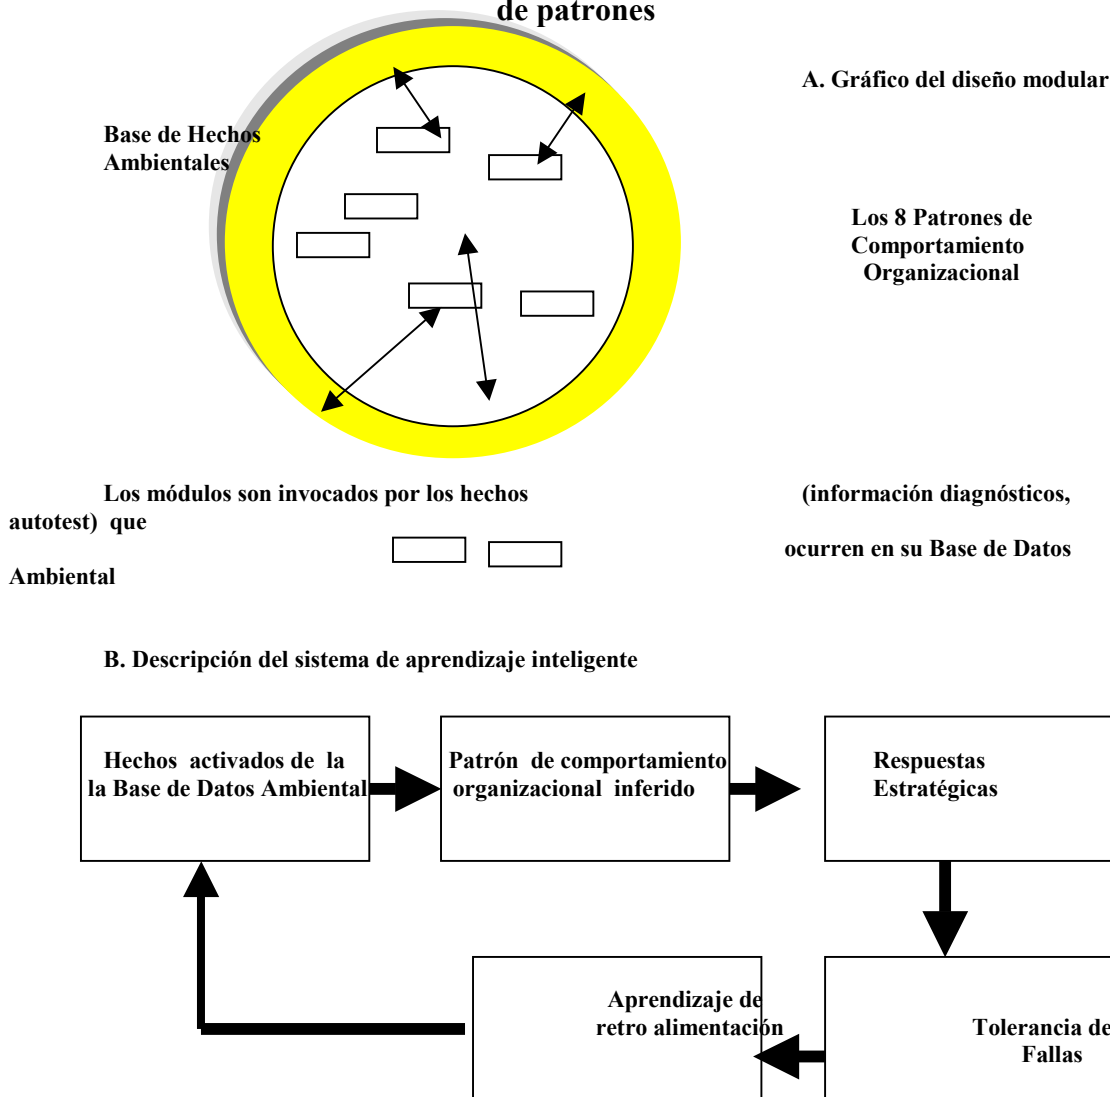 de patrones
A. Gráfico del diseño modular
Base de Hechos
Ambientales
Los 8 Patrones de
Comportamiento
Organizacional
Los módulos son invocados por los hechos (información diagnósticos,
autotest) que
ocurren en su Base de Datos
Ambiental
B. Descripción del sistema de aprendizaje inteligente
Hechos activados de la
la Base de Datos Ambiental
Patrón de comportamiento
organizacional inferido
Respuestas
Estratégicas
Aprendizaje de
retro alimentación
Tolerancia de
Fallas